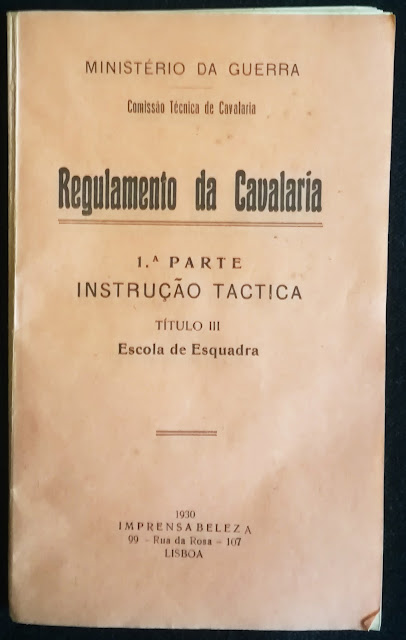 MINISTÉRIO DA GUERRA
Comissão Técnica de Cavalaria
Regulamento da Cavalaria
1.ª PARTE
INSTRUÇÃO TACTICA
TÍTULO III
Escola de Esquadra
1930
IMPRENSA BELEZA
99 - Rua da Rosa - 107
LISBOA